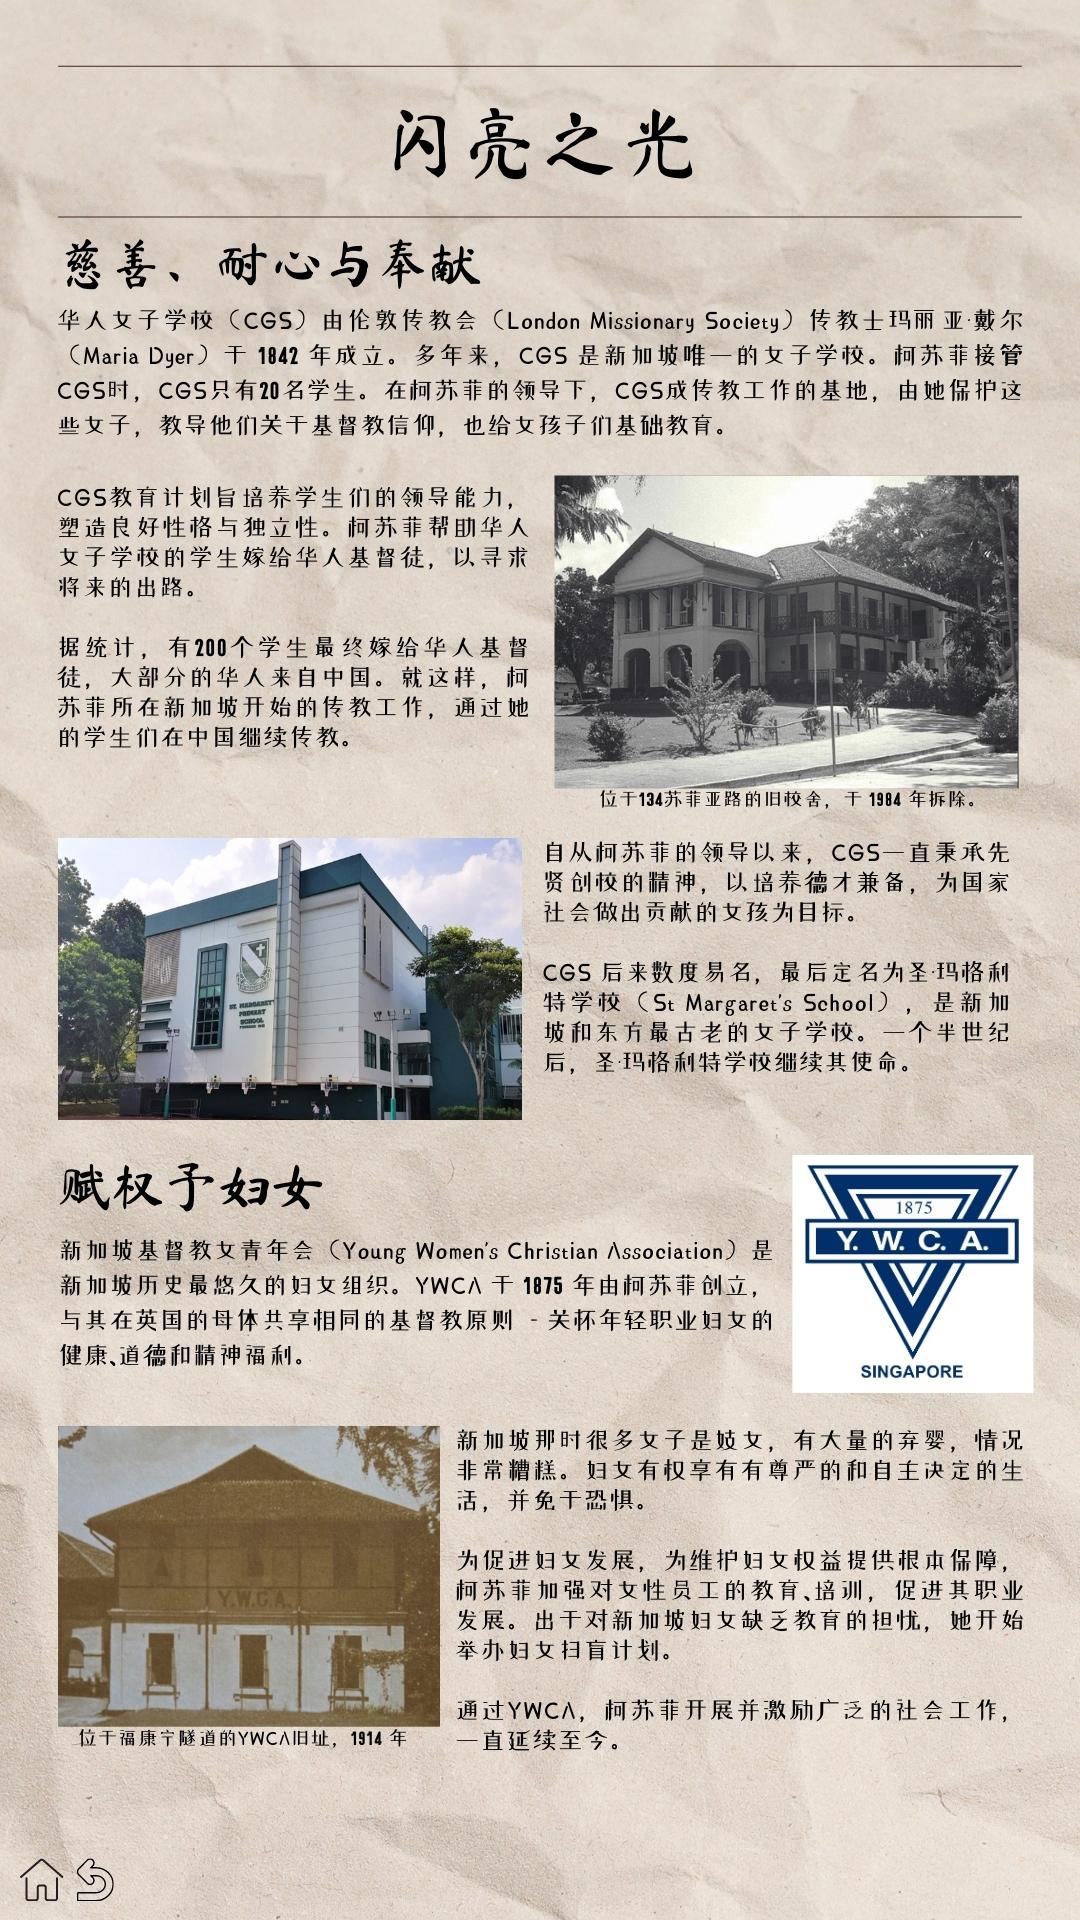 闪亮之光
慈善、耐心与奉献
华人女子学校（CGS）由伦敦传教会（London Missionary Society）传教士玛丽 亚·戴尔
（Maria Dyer）于 1842 年成立。多年来，CGS 是新加坡唯一的女子学校。柯苏菲接管
CGS时，CGS只有20名学生。在柯苏菲的领导下，CGS成传教工作的基地，由她保护这
些女子，教导他们关于基督教信仰，也给女孩子们基础教育。
CGS教育计划旨培养学生们的领导能力，
塑造良好性格与独立性。柯苏菲帮助华人
女子学校的学生嫁给华人基督徒，以寻求
将来的出路。
据统计，有200个学生最终嫁给华人基督
徒，大部分的华人来自中国。就这样，柯
苏菲所在新加坡开始的传教工作，通过她
的学生们在中国继续传教。
位于134苏菲亚路的旧校舍，于 1984 年拆除。
ST. MARGARET'S
PRIMARY
SCHOOL
自从柯苏菲的领导以来，CGS一直秉承先
贤创校的精神，以培养德才兼备，为国家
社会做出贡献的女孩为目标。
CGS 后来数度易名，最后定名为圣·玛格利
特学校（St Margaret's School），是新加
坡和东方最古老的女子学校。一个半世纪
后，圣·玛格利特学校继续其使命。
赋权予妇女
新加坡基督教女青年会（Young Women's Christian Association）是
新加坡历史最悠久的妇女组织。YWCA 于 1875 年由柯苏菲创立，
与其在英国的母体共享相同的基督教原则 - 关怀年轻职业妇女的
健康、道德和精神福利。
1875
Y. W. C. A.
SINGAPORE
Y.W.C.A.
位于福康宁隧道的YWCA旧址，1914 年
新加坡那时很多女子是妓女，有大量的弃婴，情况
非常糟糕。妇女有权享有有尊严的和自主决定的生
活，并免于恐惧。
为促进妇女发展，为维护妇女权益提供根本保障，
柯苏菲加强对女性员工的教育、培训，促进其职业
发展。出于对新加坡妇女缺乏教育的担忧，她开始
举办妇女扫盲计划。
通过YWCA，柯苏菲开展并激励广泛的社会工作，
一直延续至今。